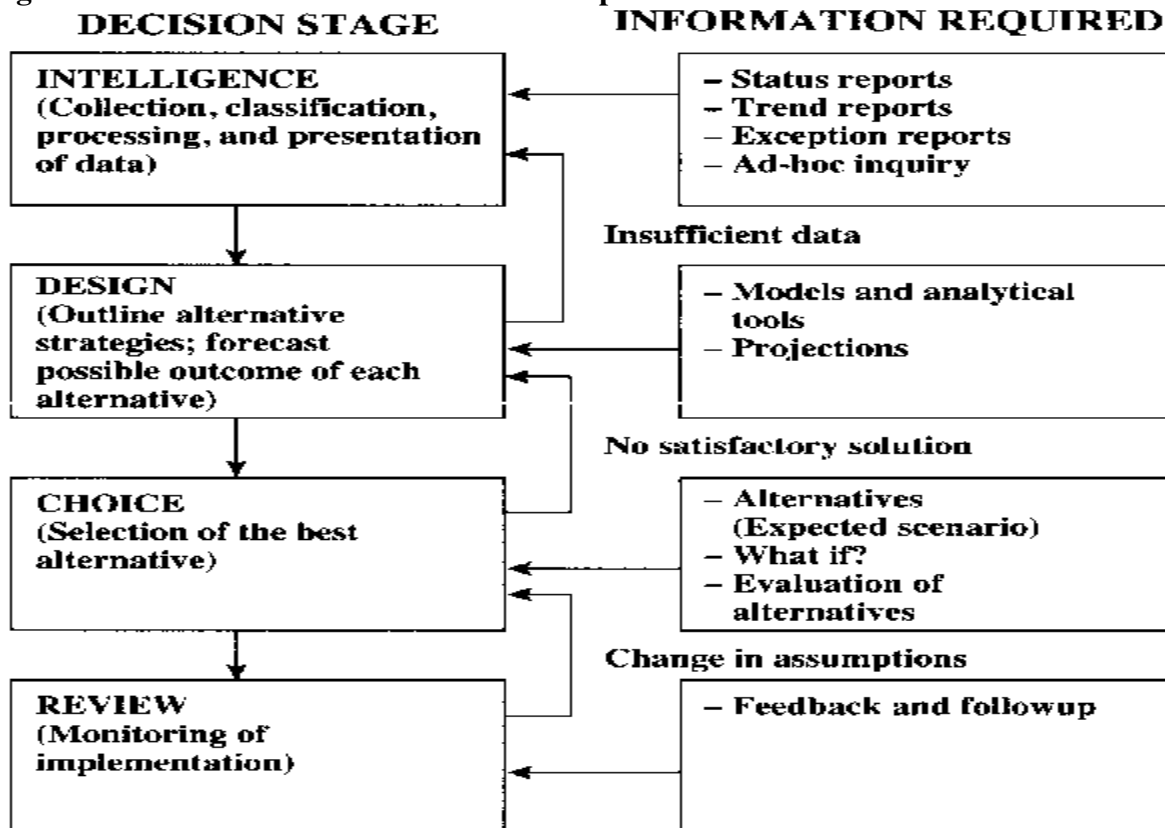 DECISION STAGE
INFORMATION REQUIRED
INTELLIGENCE
(Collection, classification,
processing, and presentation
of data)
– Status reports
– Trend reports
– Exception reports
– Ad-hoc inquiry
Insufficient data
DESIGN
(Outline alternative
strategies; forecast
possible outcome of each
alternative)
– Models and analytical
tools
– Projections
No satisfactory solution
CHOICE
(Selection of the best
alternative)
– Alternatives
(Expected scenario)
– What if?
– Evaluation of
alternatives
Change in assumptions
REVIEW
(Monitoring of
implementation)
– Feedback and followup